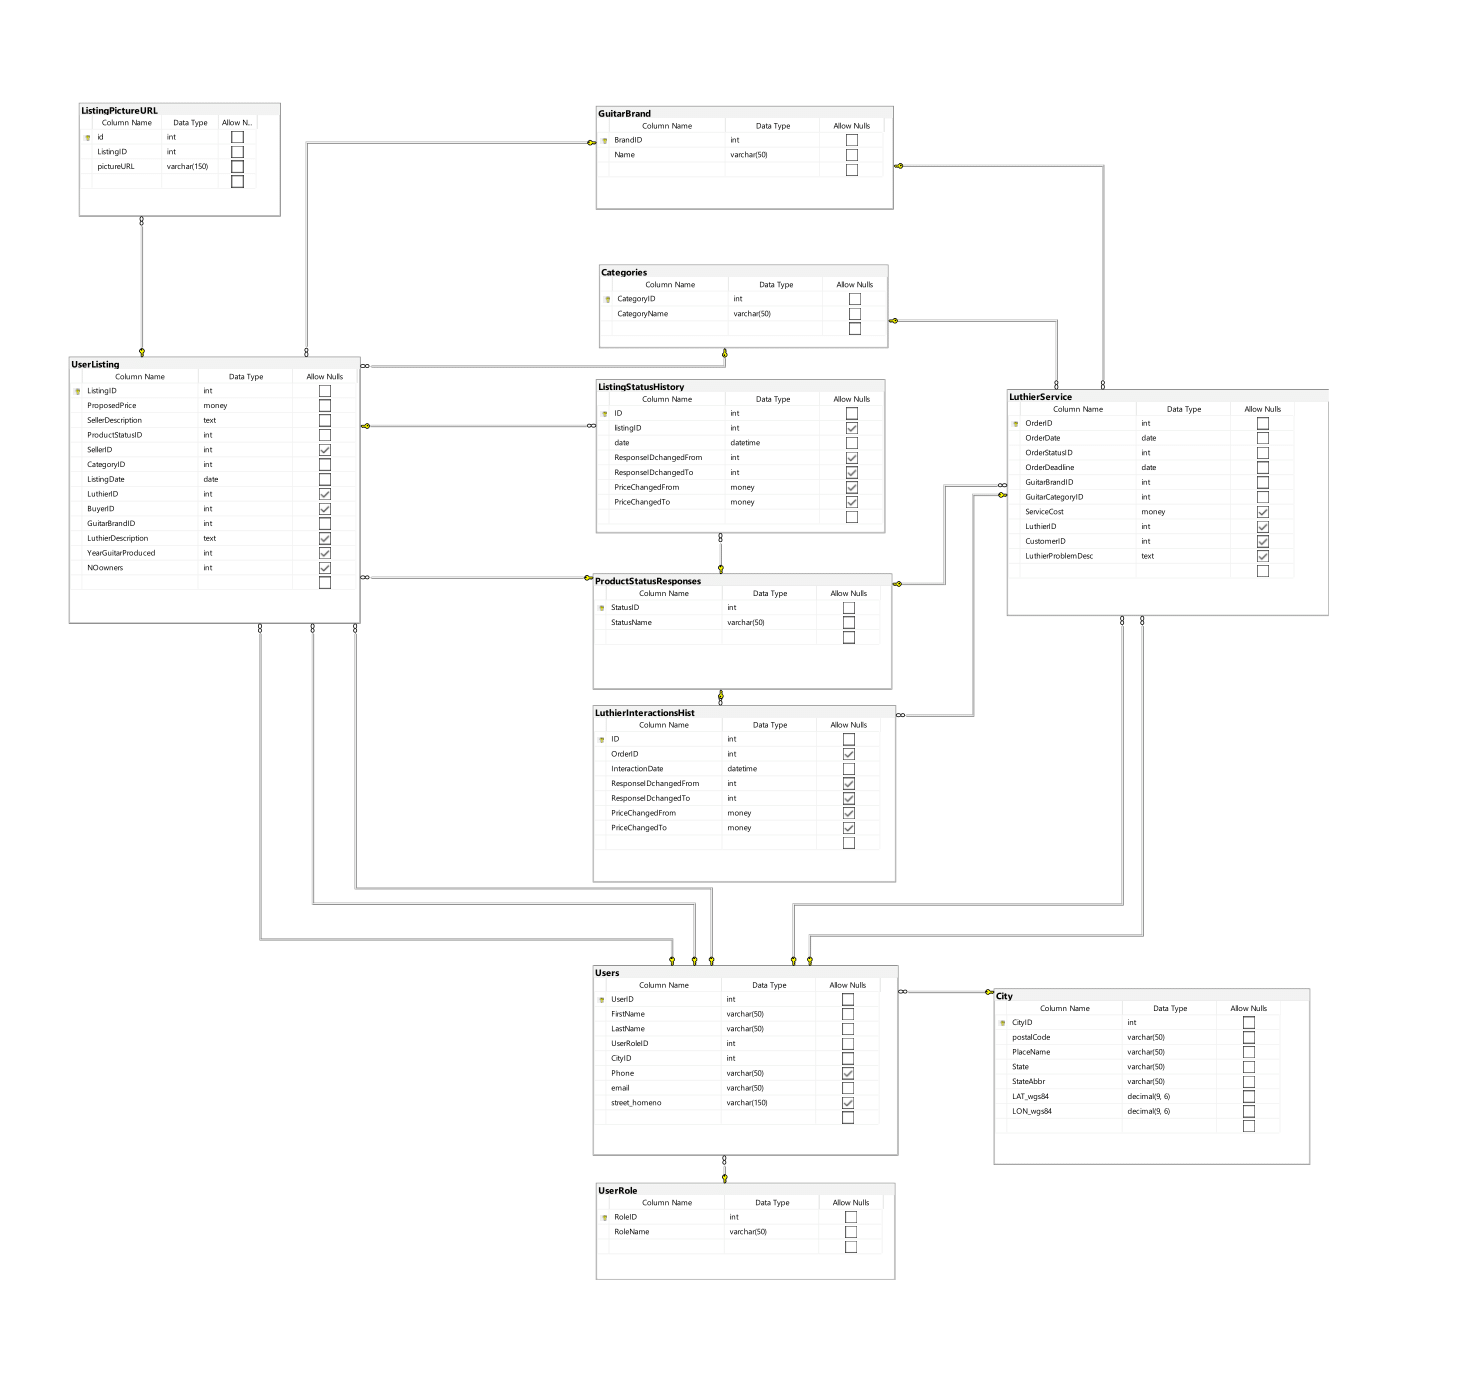 ListingPictureURL
Column Name Data Type Allow N...
id int
ListingID int
pictureURL varchar(150)
GuitarBrand
Column Name Data Type Allow Nulls
BrandID int
Name varchar(50)
Categories
Column Name Data Type Allow Nulls
CategoryID int
CategoryName varchar(50)
UserListing
Column Name Data Type Allow Nulls
ListingID int
ProposedPrice money
SellerDescription text
ProductStatusID int
SellerID int
CategoryID int
ListingDate date
LuthierID int
BuyerID int
GuitarBrandID int
LuthierDescription text
YearGuitarProduced int
NOowners int
ListingStatusHistory
Column Name Data Type Allow Nulls
ID int
listingID int
date datetime
ResponseIDchangedFrom int
ResponseIDchangedTo int
PriceChangedFrom money
PriceChangedTo money
LuthierService
Column Name Data Type Allow Nulls
OrderID int
OrderDate date
OrderStatusID int
OrderDeadline date
GuitarBrandID int
GuitarCategoryID int
ServiceCost money
LuthierID int
CustomerID int
LuthierProblemDesc text
ProductStatusResponses
Column Name Data Type Allow Nulls
StatusID int
StatusName varchar(50)
LuthierInteractionsHist
Column Name Data Type Allow Nulls
ID int
OrderID int
InteractionDate datetime
ResponseIDchangedFrom int
ResponseIDchangedTo int
PriceChangedFrom money
PriceChangedTo money
Users
Column Name Data Type Allow Nulls
UserID int
FirstName varchar(50)
LastName varchar(50)
UserRoleID int
CityID int
Phone varchar(50)
email varchar(50)
street_homeno varchar(150)
City
Column Name Data Type Allow Nulls
CityID int
postalCode varchar(50)
PlaceName varchar(50)
State varchar(50)
StateAbbr varchar(50)
LAT_wgs84 decimal(9, 6)
LON_wgs84 decimal(9, 6)
UserRole
Column Name Data Type Allow Nulls
RoleID int
RoleName varchar(50)